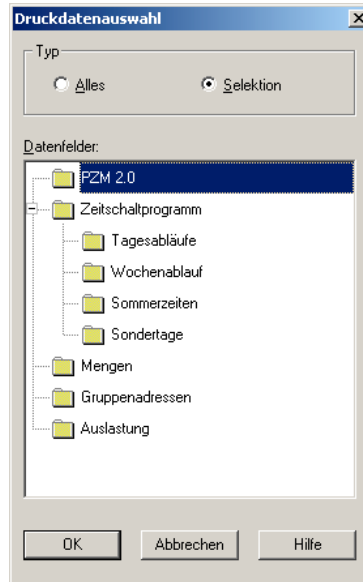 Druckdatenauswahl
Typ
Alles Selektion
Datenfelder:
PZM 2.0
Zeitschaltprogramm
Tagesabläufe
Wochenablauf
Sommerzeiten
Sondertage
Mengen
Gruppenadressen
Auslastung
OK Abbrechen Hilfe